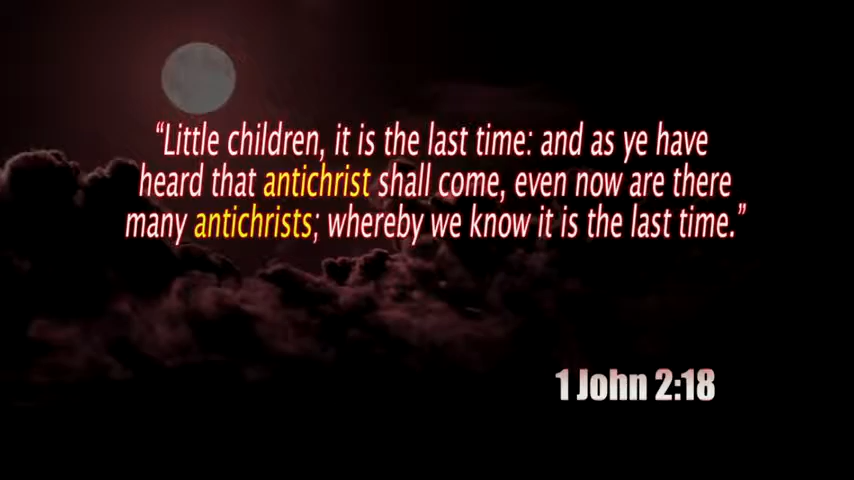 “Little children, it is the last time: and as ye have
heard that antichrist shall come, even now are there
many antichrists; whereby we know it is the last time.”
1 John 2:18